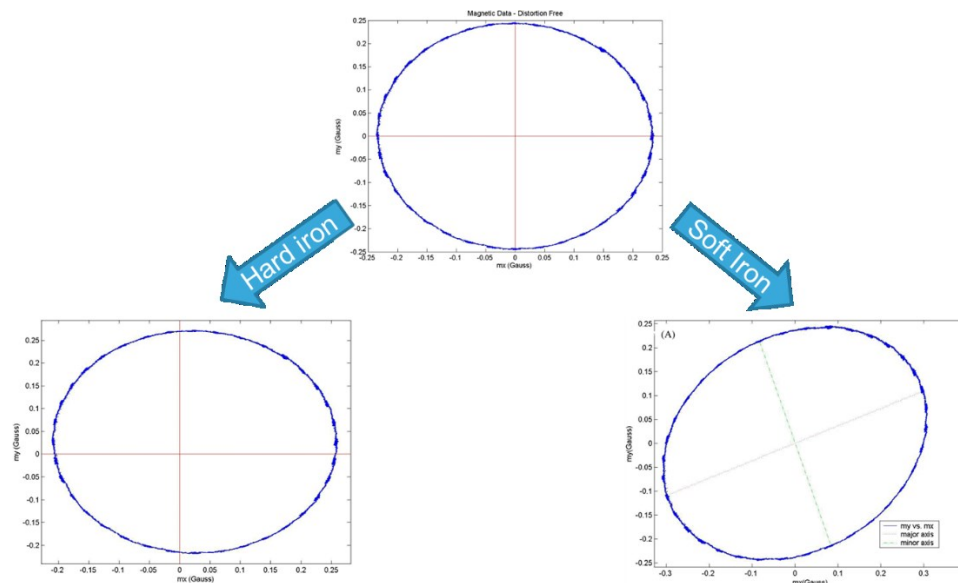 Magnetic Data - Distortion Free
my (Gauss)
0.25
0.2
0.15
0.1
0.05
0
-0.05
-0.1
-0.15
-0.2
-0.25
-0.25 -0.2 -0.15 -0.1 -0.05 0 0.05 0.1 0.15 0.2 0.25
mx (Gauss)
Hard iron
Soft Iron
my (Gauss)
0.25
0.2
0.15
0.1
0.05
0
-0.05
-0.1
-0.15
-0.2
-0.2 -0.15 -0.1 -0.05 0 0.05 0.1 0.15 0.2 0.25
mx (Gauss)
(A)
my(Gauss)
0.25
0.2
0.15
0.1
0.05
0
-0.05
-0.1
-0.15
-0.2
-0.25
my vs. mx
major axis
minor axis
-0.3 -0.2 -0.1 0 0.1 0.2 0.3
mx(Gauss)